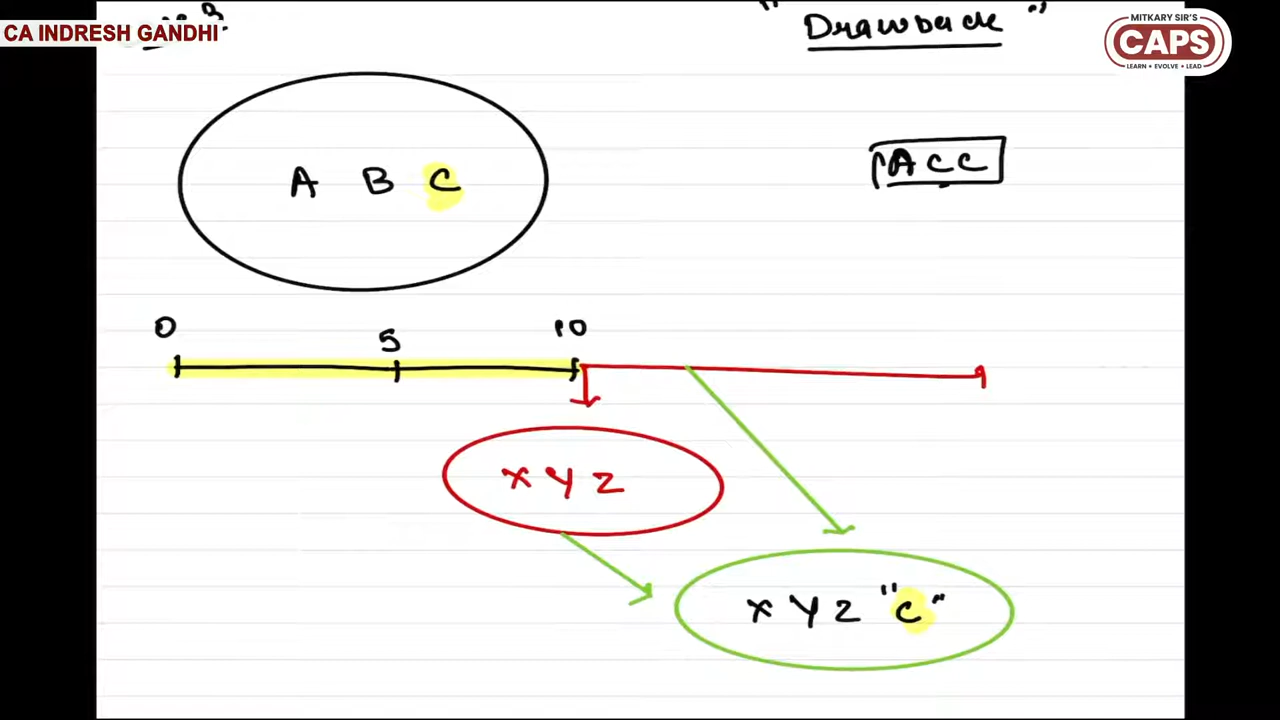 CA INDRESH GANDHI
"Drawback"
MITKARY SIR'S
CAPS
LEARN • EVOLVE • LEAD
ACC
A B C
0 5 10
X Y Z
X Y Z "C"